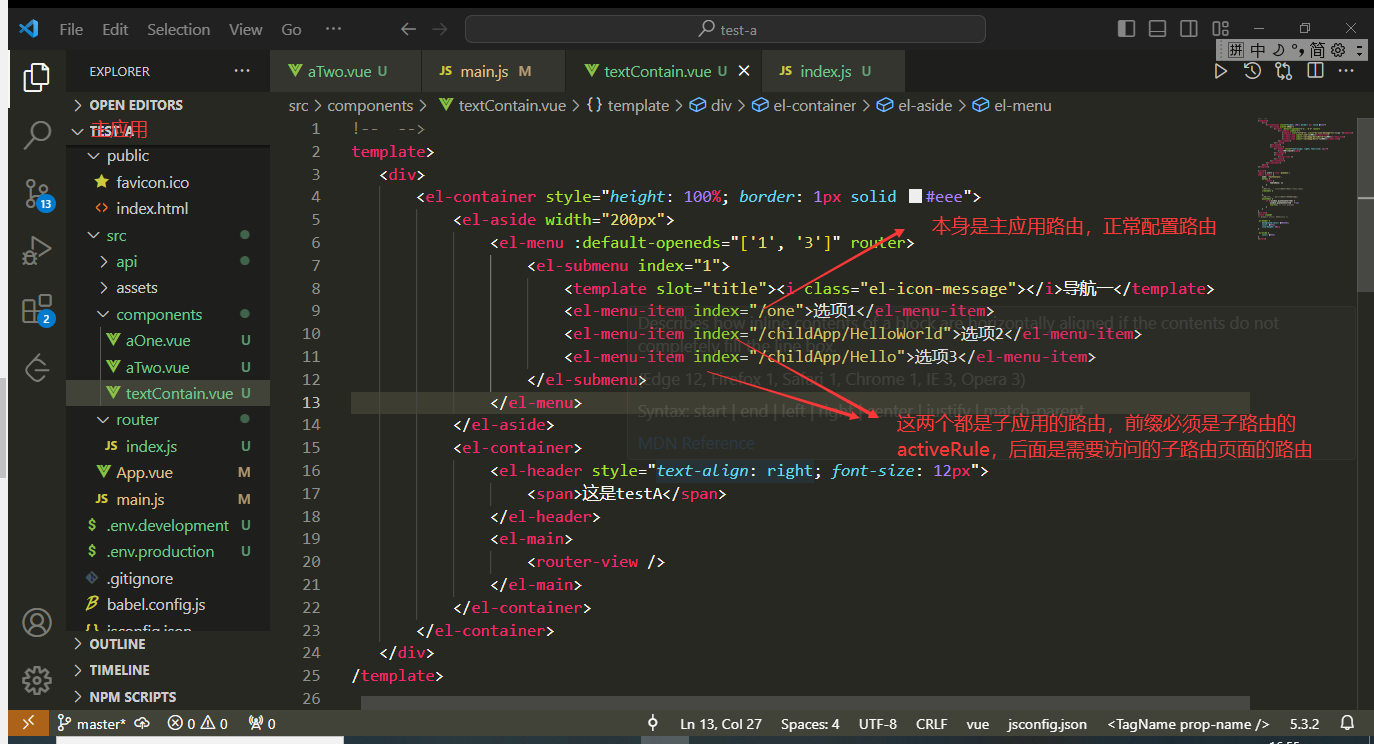 File Edit Selection View Go ··· test-a
拼 中 简
EXPLORER ···
aTwo.vue U
JS main.js M
textContain.vue U
JS index.js U
OPEN EDITORS
TEST-A
主应用
public
favicon.ico
index.html
src
api
assets
components
aOne.vue U
aTwo.vue U
textContain.vue U
router
JS index.js U
App.vue M
JS main.js M
$ .env.development U
$ .env.production U
.gitignore
babel.config.js
jsconfig.json
OUTLINE
TIMELINE
NPM SCRIPTS
13
2
src > components > textContain.vue > {} template > div > el-container > el-aside > el-menu
1 !-- -->
2 template>
3 <div>
4 <el-container style="height: 100%; border: 1px solid #eee">
5 <el-aside width="200px">
6 <el-menu :default-openeds="['1', '3']" router>
7 <el-submenu index="1">
8 <template slot="title"><i class="el-icon-message"></i>导航一</template>
9 <el-menu-item index="/one">选项1</el-menu-item>
10 <el-menu-item index="/childApp/HelloWorld">选项2</el-menu-item>
11 <el-menu-item index="/childApp/Hello">选项3</el-menu-item>
12 </el-submenu>
13 </el-menu>
14 </el-aside>
15 <el-container>
16 <el-header style="text-align: right; font-size: 12px">
17 <span>这是testA</span>
18 </el-header>
19 <el-main>
20 <router-view />
21 </el-main>
22 </el-container>
23 </el-container>
24 </div>
25 /template>
26
本身是主应用路由，正常配置路由
这两个都是子应用的路由，前缀必须是子路由的
activeRule，后面是需要访问的子路由页面的路由
Describes how inline contents of a block are horizontally aligned if the contents do not
completely fill the line box.
(Edge 12, Firefox 1, Safari 1, Chrome 1, IE 3, Opera 3)
Syntax: start | end | left | right | center | justify | match-parent
MDN Reference
master* 0 0 0 Ln 13, Col 27 Spaces: 4 UTF-8 CRLF vue jsconfig.json <TagName prop-name /> 5.3.2